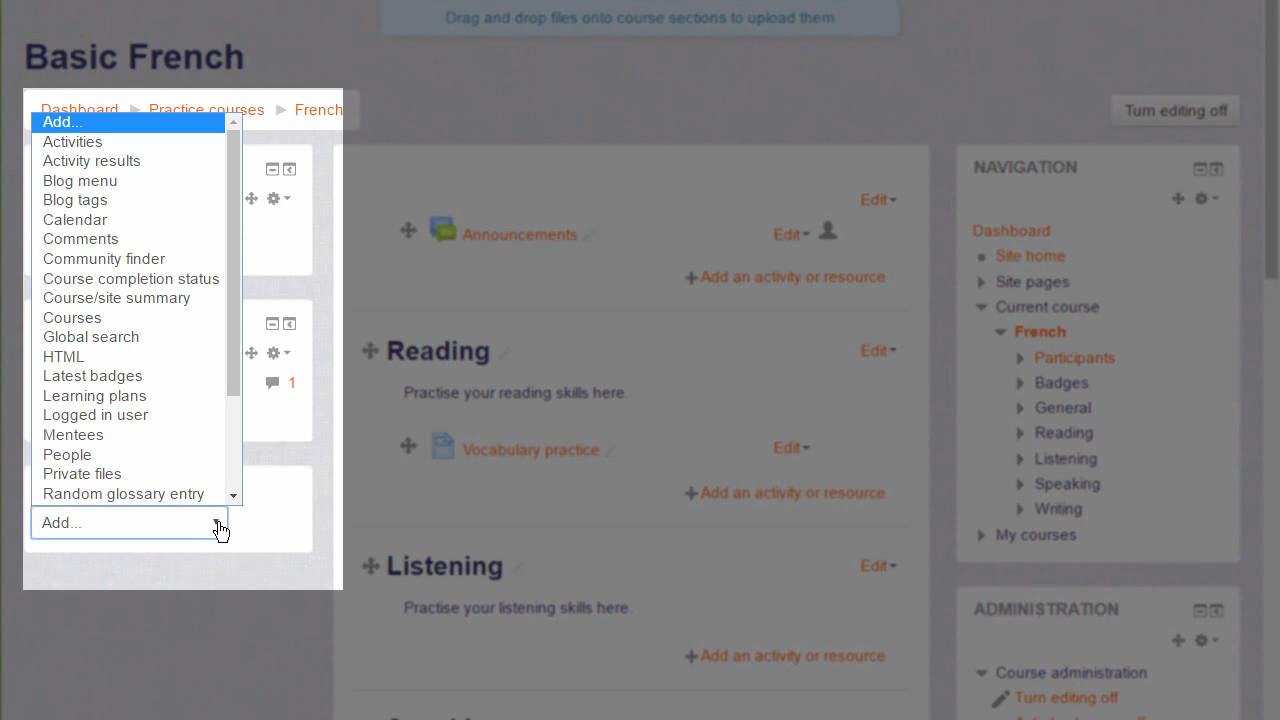 Drag and drop files onto course sections to upload them
Basic French
Dashboard Practice courses French
Turn editing off
Add...
Activities
Activity results
Blog menu
Blog tags
Calendar
Comments
Community finder
Course completion status
Course/site summary
Courses
Global search
HTML
Latest badges
Learning plans
Logged in user
Mentees
People
Private files
Random glossary entry
Add...
1
Edit
Announcements Edit
Add an activity or resource
Reading Edit
Practise your reading skills here.
Vocabulary practice Edit
Add an activity or resource
Listening Edit
Practise your listening skills here.
Add an activity or resource
NAVIGATION
Dashboard
Site home
Site pages
Current course
French
Participants
Badges
General
Reading
Listening
Speaking
Writing
My courses
ADMINISTRATION
Course administration
Turn editing off